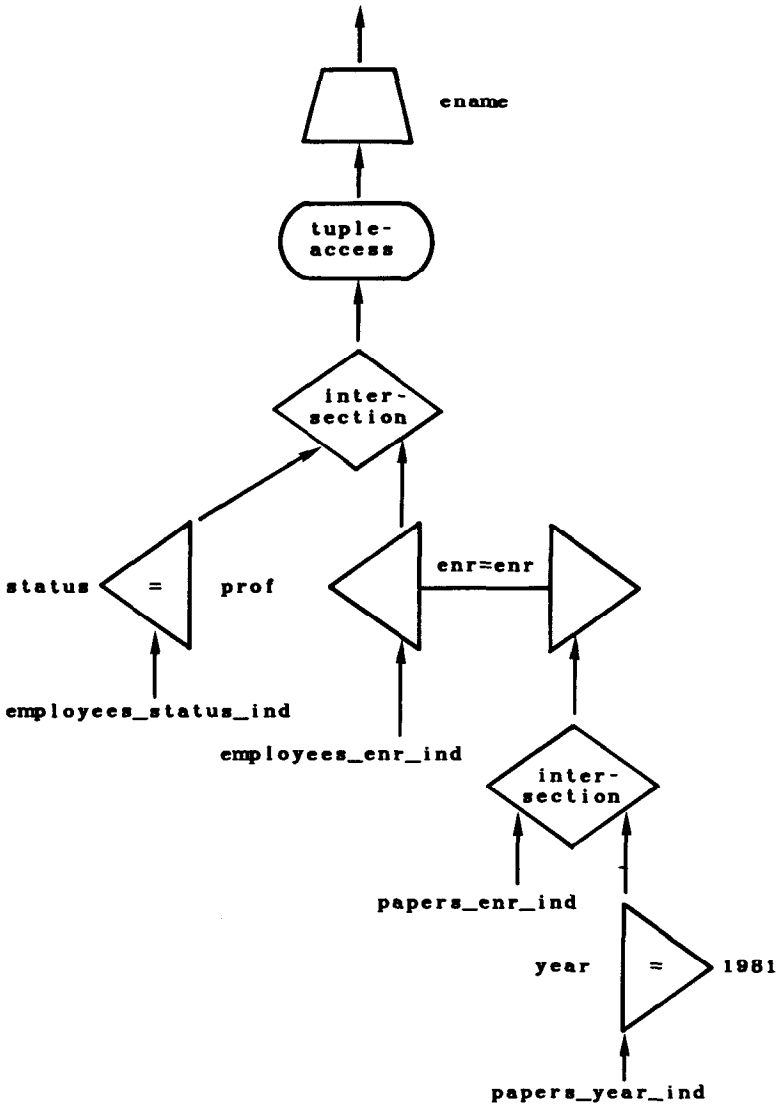 ename
tuple-
access
inter-
section
enr=enr
status
=
prof
employees_status_ind
employees_enr_ind
inter-
section
papers_enr_ind
year
=
1981
papers_year_ind